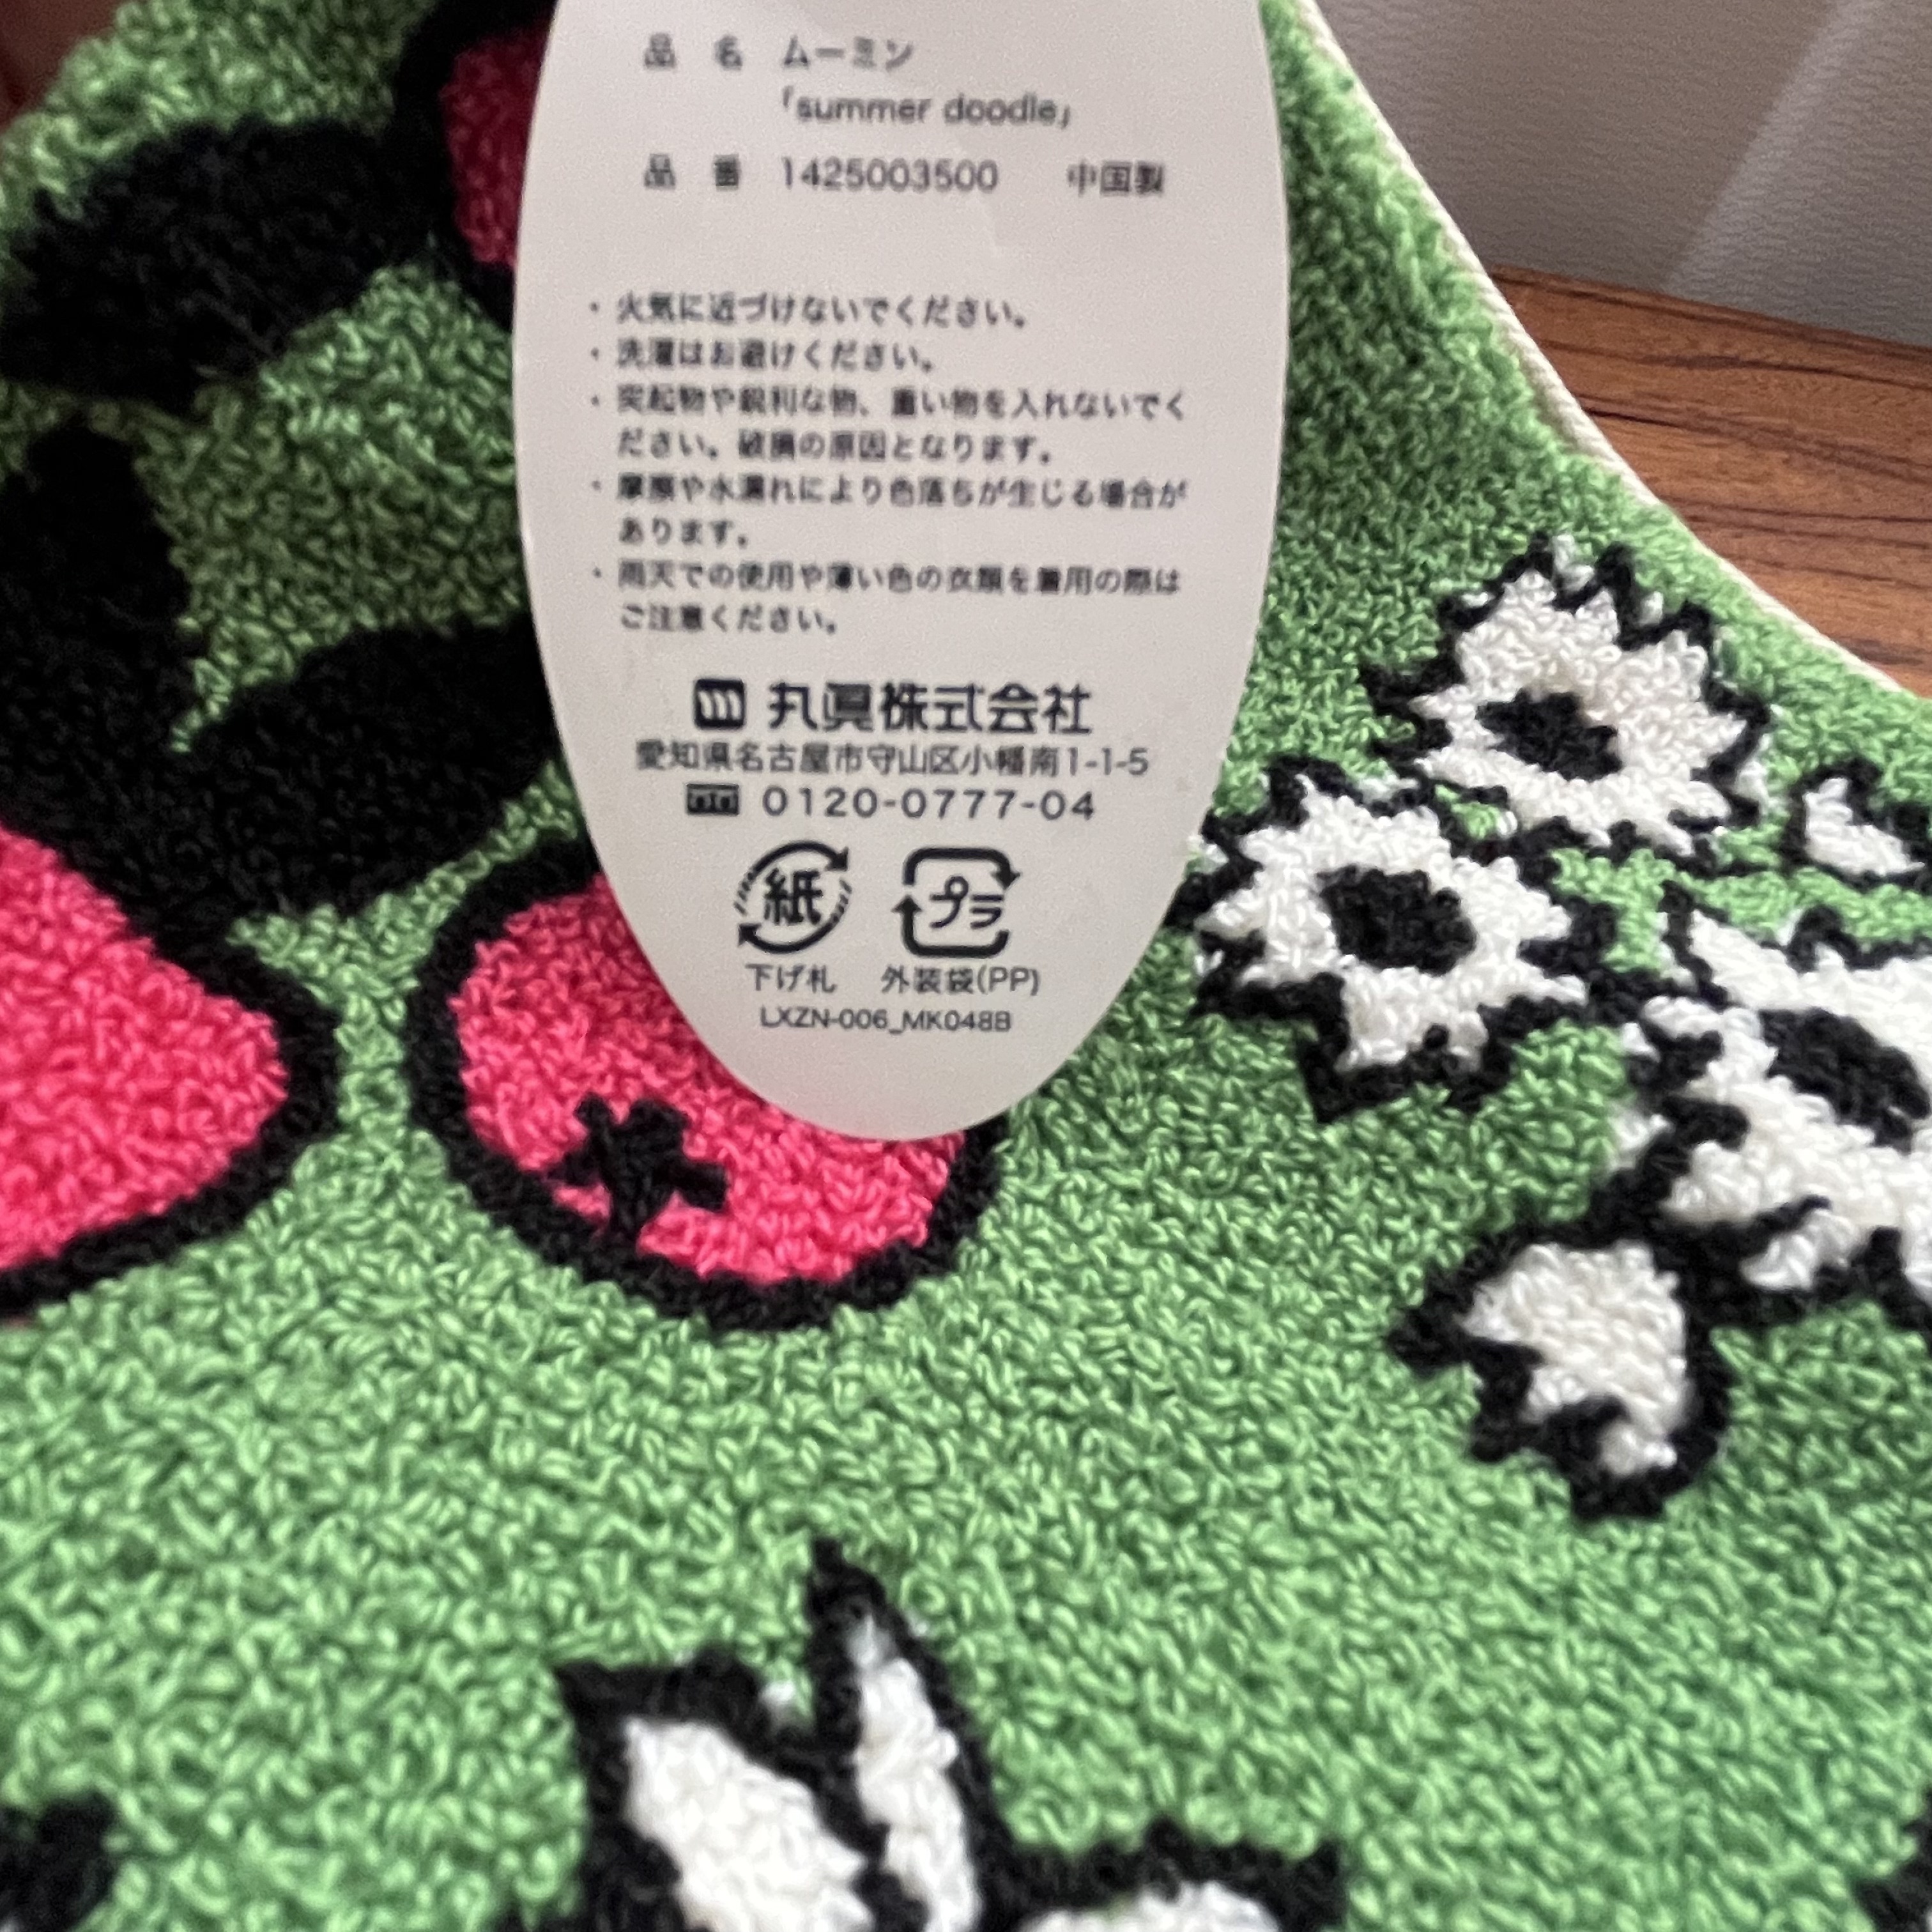 品　名　ムーミン
「summer doodle」
品　番　1425003500　中国製
・火気に近づけないでください。
・洗濯はお避けください。
・突起物や鋭利な物、重い物を入れないでく
ださい。破損の原因となります。
・摩擦や水濡れにより色落ちが生じる場合が
あります。
・雨天での使用や薄い色の衣類を着用の際は
ご注意ください。
丸眞株式会社
愛知県名古屋市守山区小幡南1-1-5
0120-0777-04
紙 プラ
下げ札 外装袋(PP)
LXZN-006_MK048B